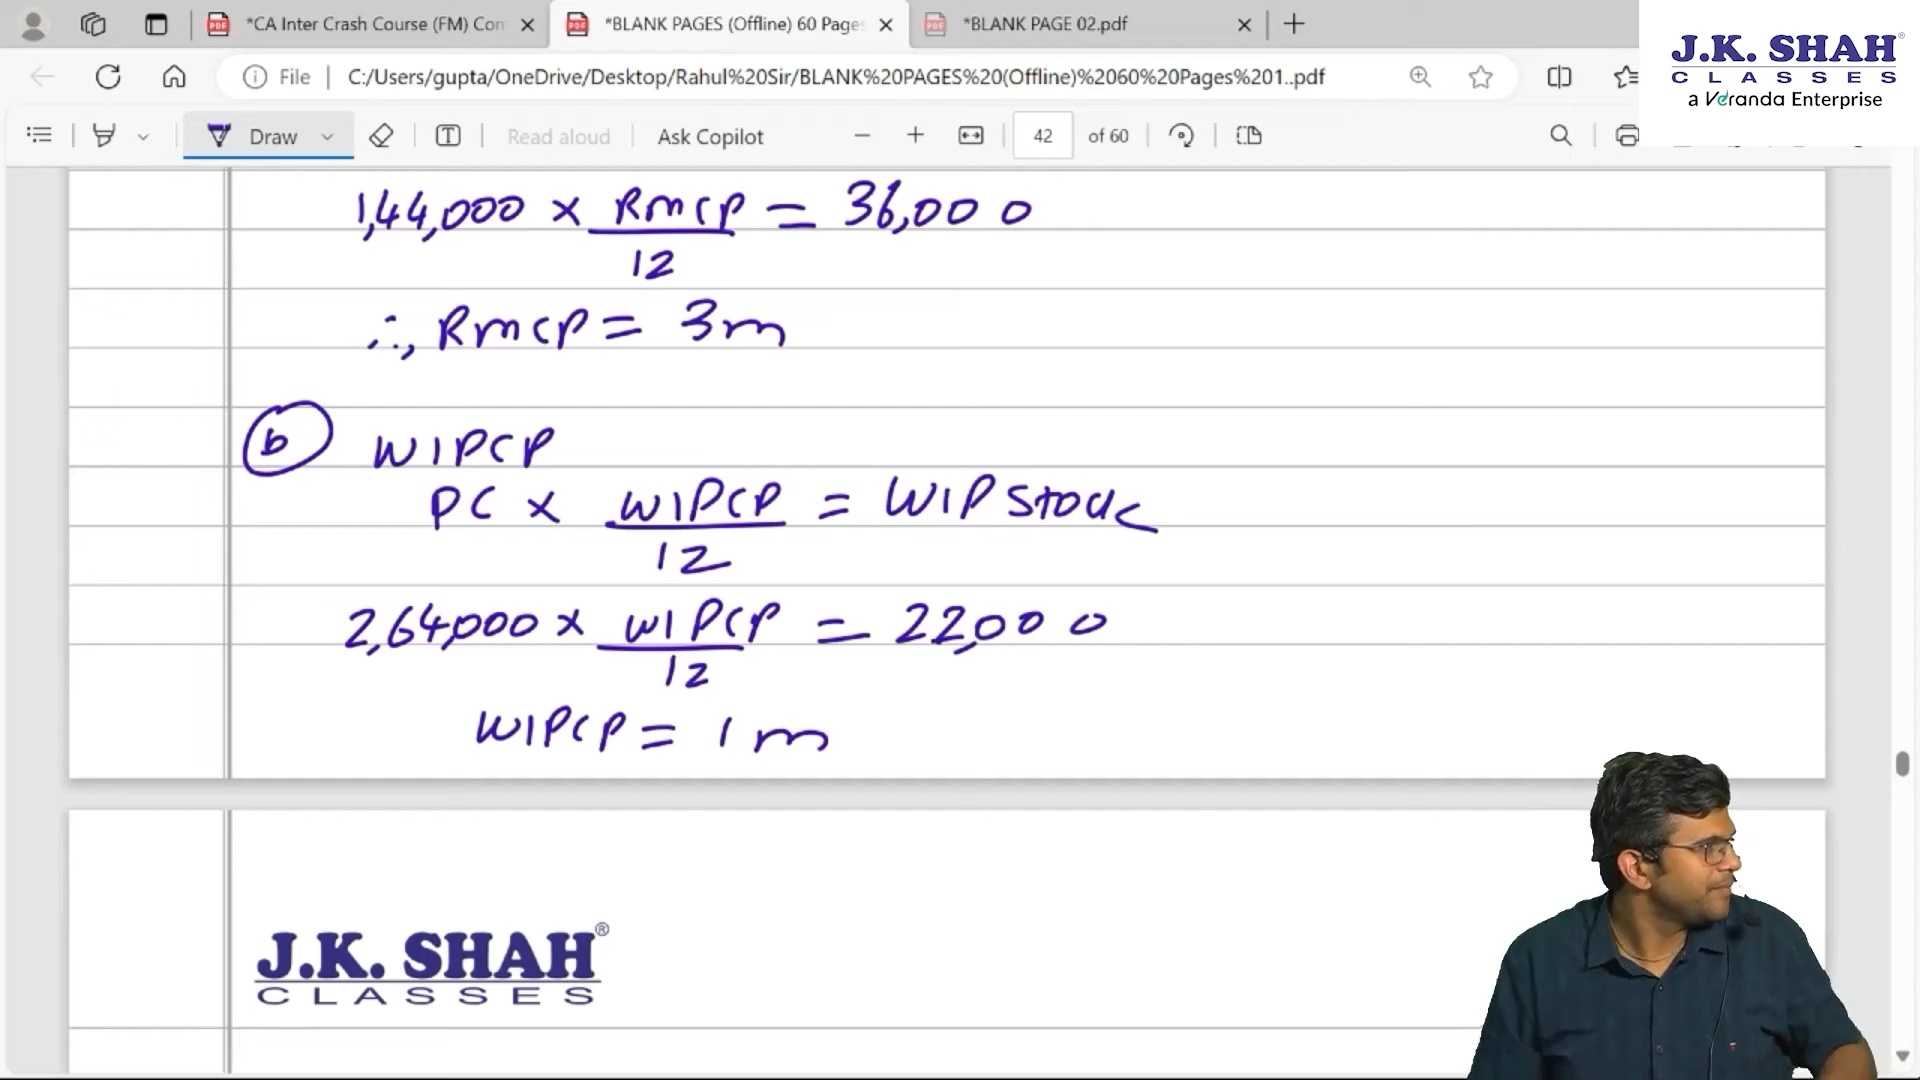 *CA Inter Crash Course (FM) Con
*BLANK PAGES (Offline) 60 Pages
*BLANK PAGE 02.pdf
File C:/Users/gupta/OneDrive/Desktop/Rahul%20Sir/BLANK%20PAGES%20(Offline)%2060%20Pages%201..pdf
J.K. SHAH®
CLASSES
a Veranda Enterprise
Draw Read aloud Ask Copilot 42 of 60
1,44,000 × RMCP = 36,000
12
∴, RMCP = 3m
b WIPCP
PC × WIPCP = WIP Stock
12
2,64,000 × WIPCP = 22,000
12
WIPCP = 1 m
J.K. SHAH®
CLASSES